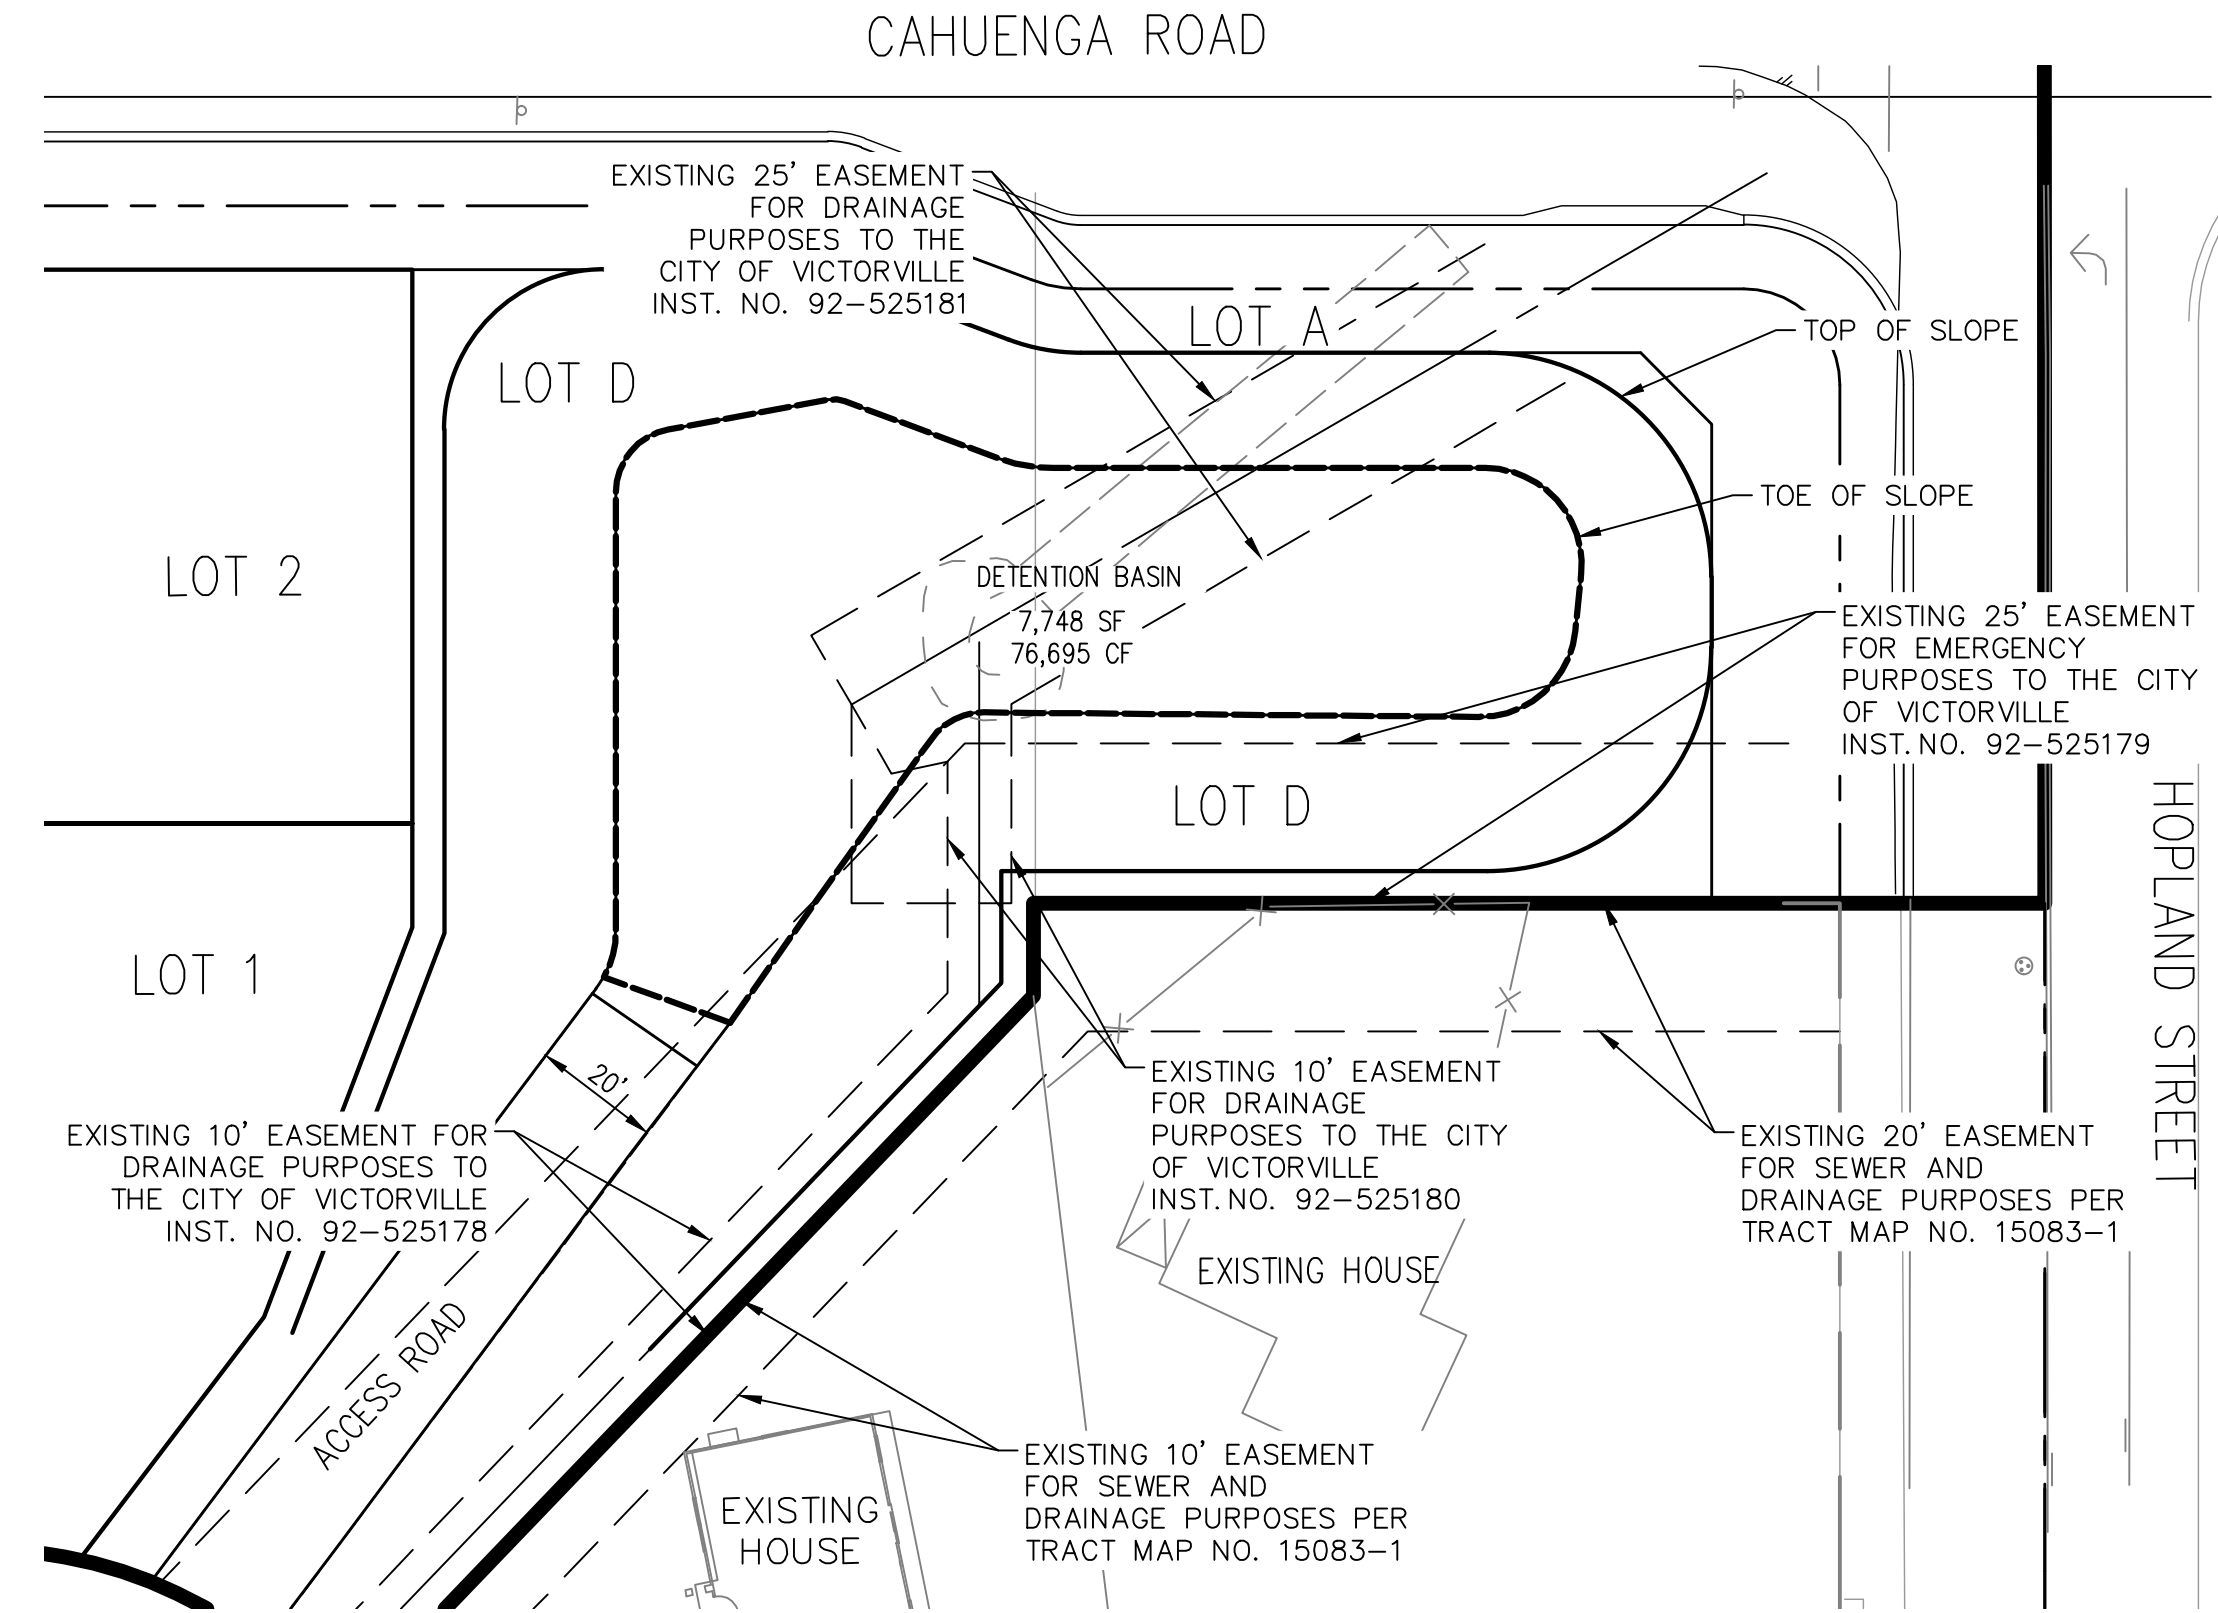 CAHUENGA ROAD
EXISTING 25' EASEMENT
FOR DRAINAGE
PURPOSES TO THE
CITY OF VICTORVILLE
INST. NO. 92-525181
LOT A
TOP OF SLOPE
LOT D
TOE OF SLOPE
LOT 2
DETENTION BASIN
7,748 SF
76,695 CF
EXISTING 25' EASEMENT
FOR EMERGENCY
PURPOSES TO THE CITY
OF VICTORVILLE
INST. NO. 92-525179
LOT D
HOPLAND STREET
LOT 1
20'
EXISTING 10' EASEMENT FOR
DRAINAGE PURPOSES TO
THE CITY OF VICTORVILLE
INST. NO. 92-525178
EXISTING 10' EASEMENT
FOR DRAINAGE
PURPOSES TO THE CITY
OF VICTORVILLE
INST. NO. 92-525180
EXISTING 20' EASEMENT
FOR SEWER AND
DRAINAGE PURPOSES PER
TRACT MAP NO. 15083-1
EXISTING HOUSE
ACCESS ROAD
EXISTING 10' EASEMENT
FOR SEWER AND
DRAINAGE PURPOSES PER
TRACT MAP NO. 15083-1
EXISTING
HOUSE